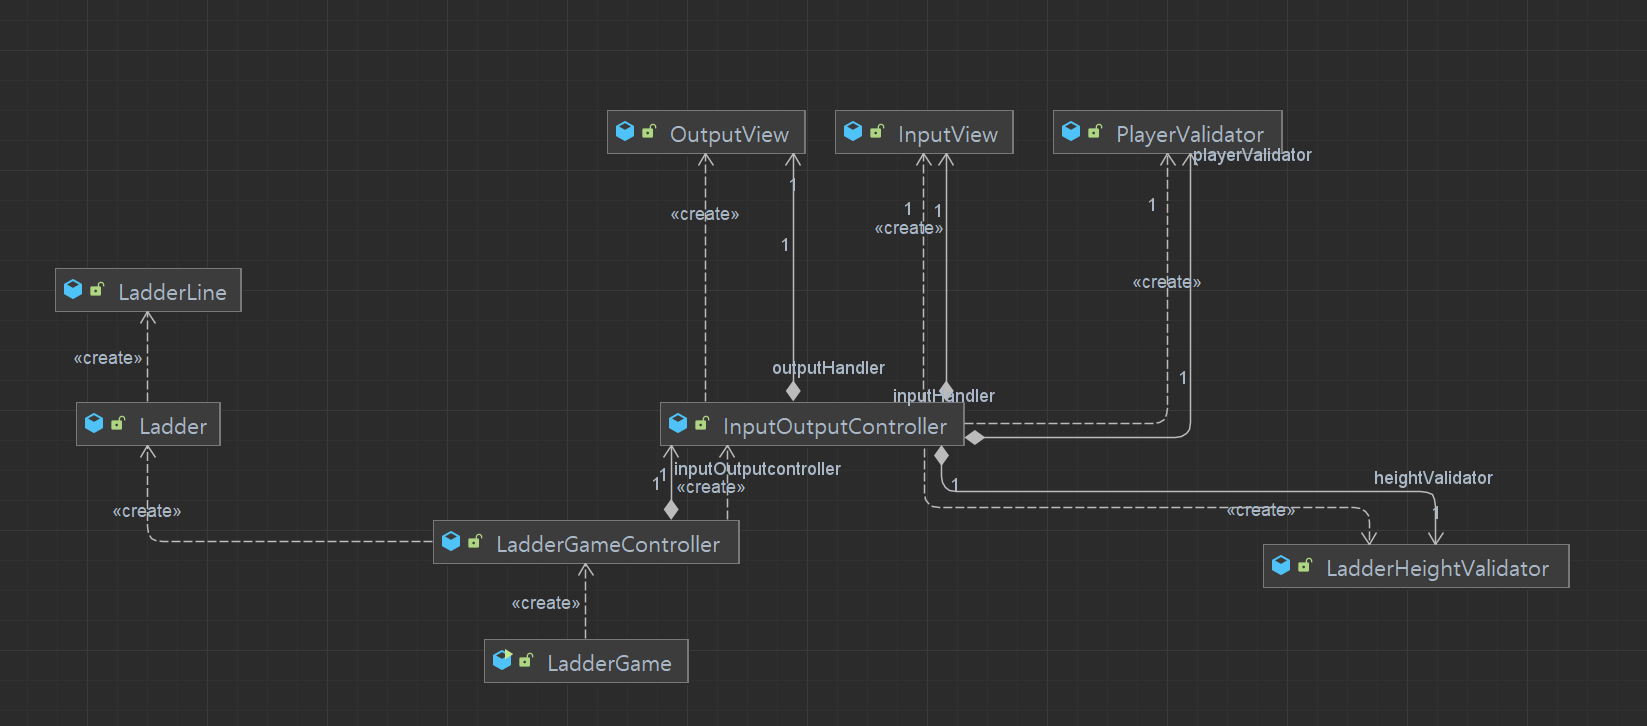 OutputView
InputView
PlayerValidator
playerValidator
1
1
1
1
«create»
1
«create»
1
«create»
LadderLine
«create»
outputHandler
1
inputHandler
Ladder
InputOutputController
inputOutputcontroller
1
1
«create»
heightValidator
1
«create»
1
«create»
LadderGameController
LadderHeightValidator
«create»
LadderGame